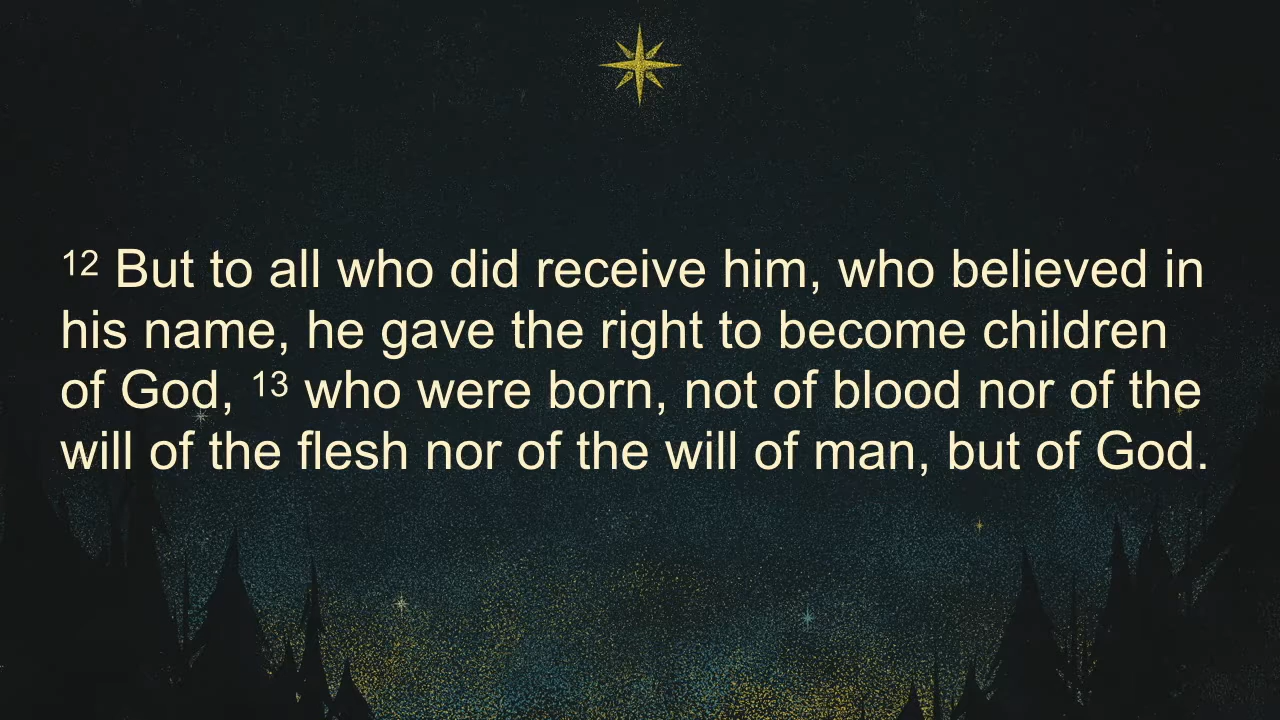 12 But to all who did receive him, who believed in
his name, he gave the right to become children
of God, 13 who were born, not of blood nor of the
will of the flesh nor of the will of man, but of God.